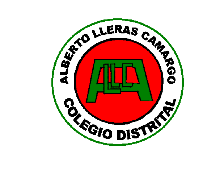 ALBERTO LLERAS CAMARGO
ALLCA
COLEGIO DISTRITAL